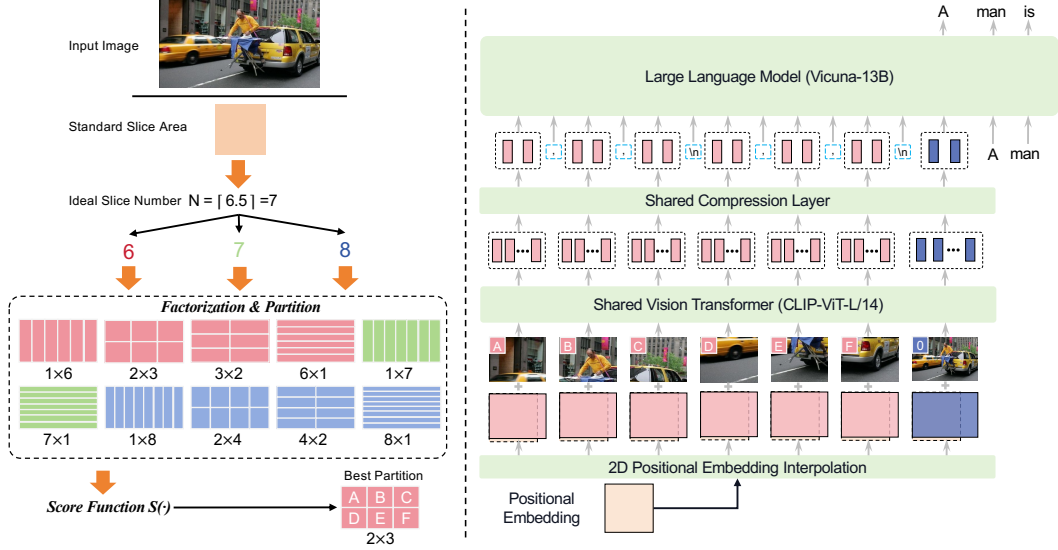 Input Image
Standard Slice Area
Ideal Slice Number N = ⌈ 6.5 ⌉ =7
6 7 8
Factorization & Partition
1×6 2×3 3×2 6×1 1×7
7×1 1×8 2×4 4×2 8×1
Score Function S(·)
Best Partition
A B C
D E F
2×3
A man is
Large Language Model (Vicuna-13B)
, , \n , , \n
A man
Shared Compression Layer
Shared Vision Transformer (CLIP-ViT-L/14)
A B C D E F 0
2D Positional Embedding Interpolation
Positional
Embedding